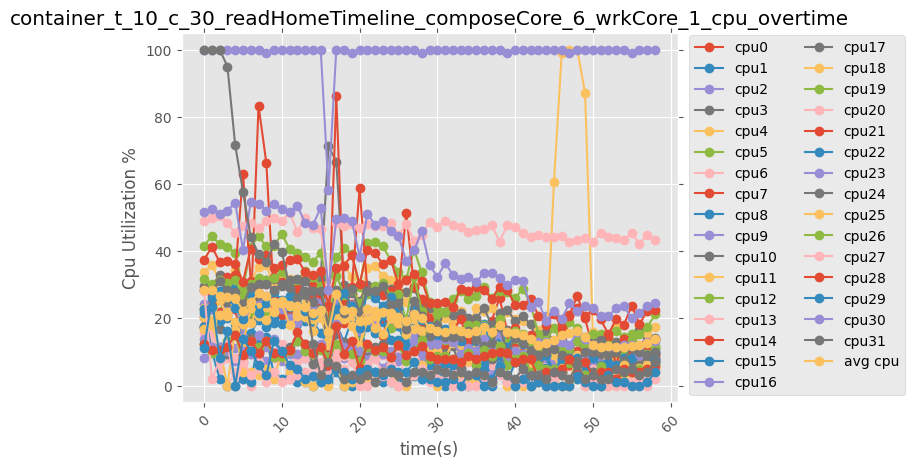 container_t_10_c_30_readHomeTimeline_composeCore_6_wrkCore_1_cpu_overtime
100
80
60
40
20
0
Cpu Utilization %
0
10
20
30
40
50
60
time(s)
cpu0
cpu1
cpu2
cpu3
cpu4
cpu5
cpu6
cpu7
cpu8
cpu9
cpu10
cpu11
cpu12
cpu13
cpu14
cpu15
cpu16
cpu17
cpu18
cpu19
cpu20
cpu21
cpu22
cpu23
cpu24
cpu25
cpu26
cpu27
cpu28
cpu29
cpu30
cpu31
avg cpu